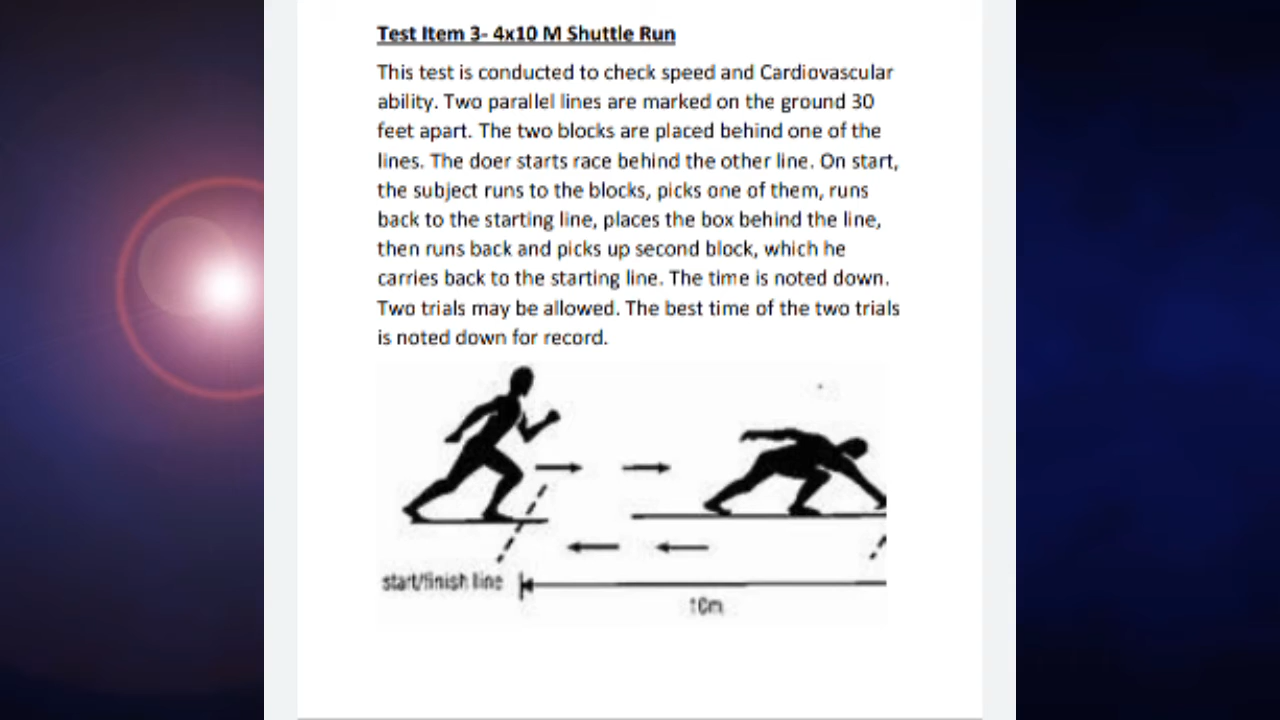 Test Item 3- 4x10 M Shuttle Run
This test is conducted to check speed and Cardiovascular
ability. Two parallel lines are marked on the ground 30
feet apart. The two blocks are placed behind one of the
lines. The doer starts race behind the other line. On start,
the subject runs to the blocks, picks one of them, runs
back to the starting line, places the box behind the line,
then runs back and picks up second block, which he
carries back to the starting line. The time is noted down.
Two trials may be allowed. The best time of the two trials
is noted down for record.
start/finish line
10m